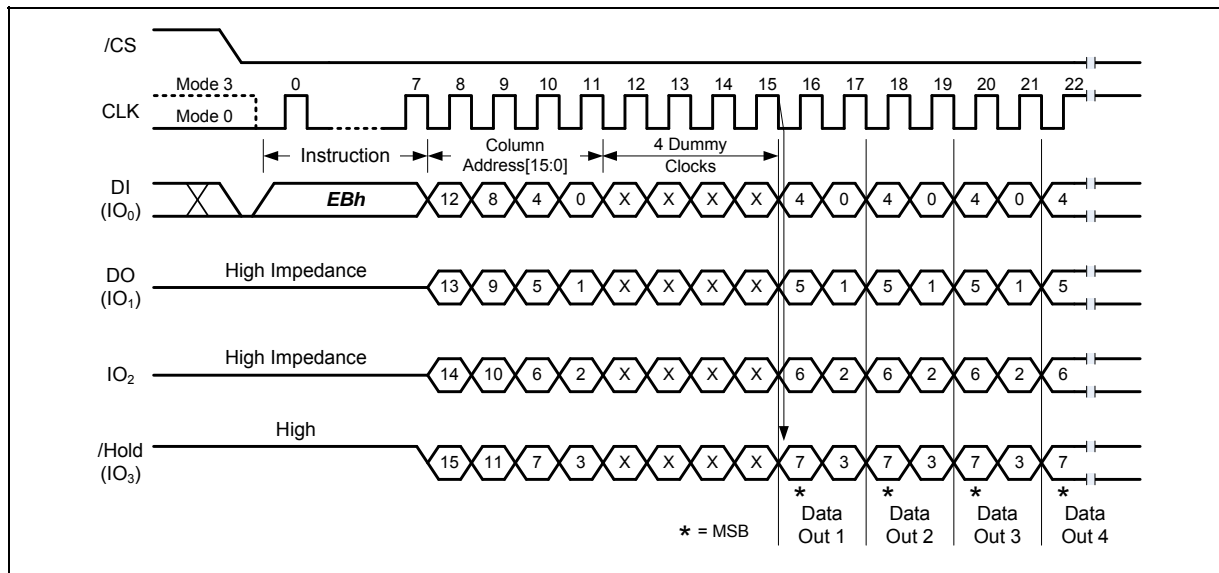 /CS
Mode 3 0 7 8 9 10 11 12 13 14 15 16 17 18 19 20 21 22
CLK
Mode 0
Instruction
Column
Address[15:0]
4 Dummy
Clocks
DI
(IO0)
EBh 12 8 4 0 X X X X 4 0 4 0 4 0 4
DO
(IO1)
High Impedance 13 9 5 1 X X X X 5 1 5 1 5 1 5
IO2
High Impedance 14 10 6 2 X X X X 6 2 6 2 6 2 6
/Hold
(IO3)
High
15 11 7 3 X X X X 7 3 7 3 7 3 7
* * * *
* = MSB
Data
Out 1
Data
Out 2
Data
Out 3
Data
Out 4